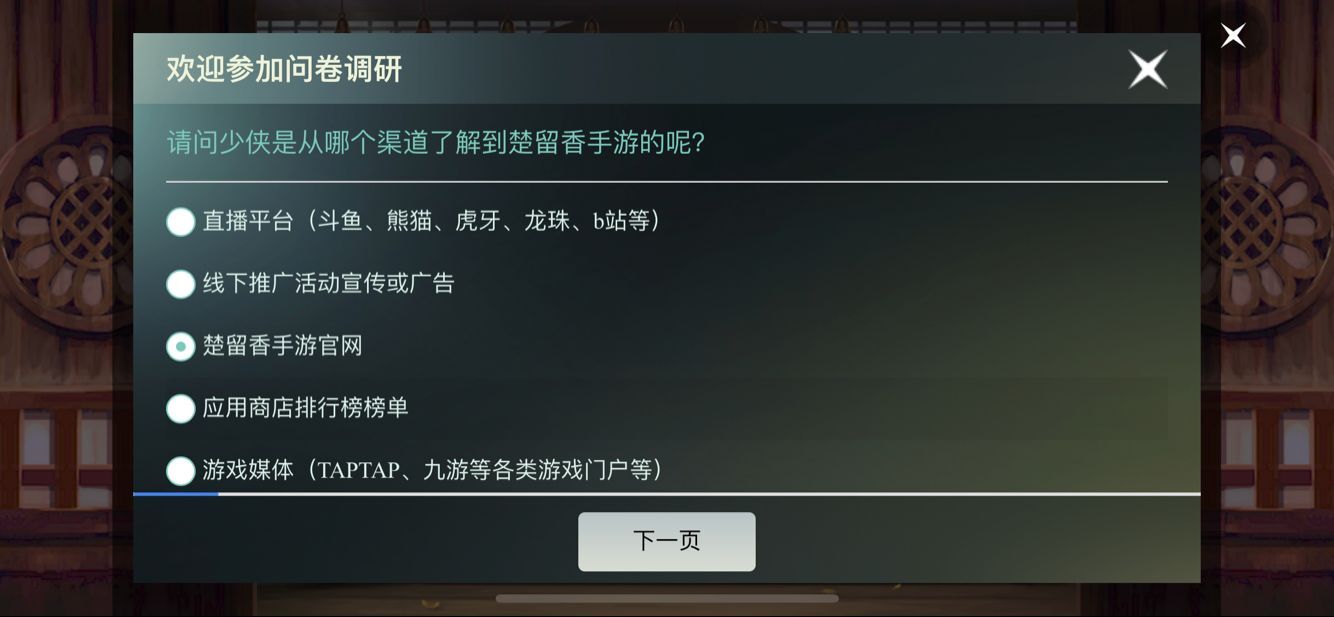 欢迎参加问卷调研
请问少侠是从哪个渠道了解到楚留香手游的呢?
直播平台（斗鱼、熊猫、虎牙、龙珠、b站等）
线下推广活动宣传或广告
楚留香手游官网
应用商店排行榜榜单
游戏媒体（TAPTAP、九游等各类游戏门户等）
下一页